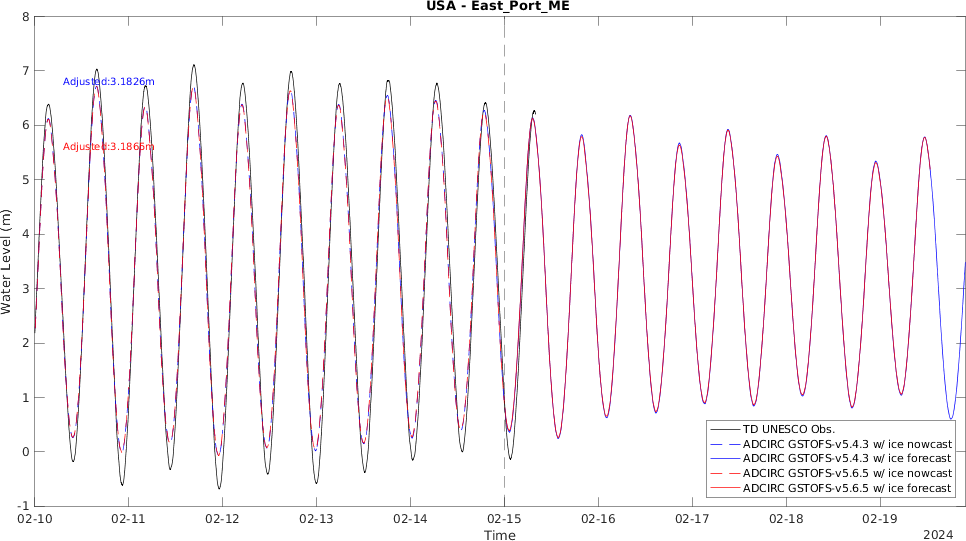 USA - East_Port_ME
8
7
6
5
4
3
2
1
0
-1
Water Level (m)
Adjusted:3.1826m
Adjusted:3.1866m
TD UNESCO Obs.
ADCIRC GSTOFS-v5.4.3 w/ ice nowcast
ADCIRC GSTOFS-v5.4.3 w/ ice forecast
ADCIRC GSTOFS-v5.6.5 w/ ice nowcast
ADCIRC GSTOFS-v5.6.5 w/ ice forecast
02-10 02-11 02-12 02-13 02-14 02-15 02-16 02-17 02-18 02-19
Time
2024